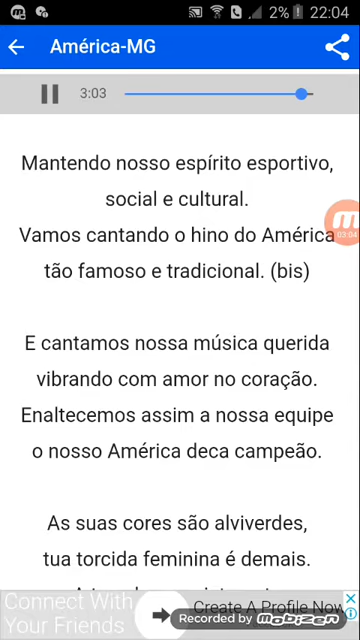 2% 22:04
América-MG
3:03
Mantendo nosso espírito esportivo,
social e cultural.
Vamos cantando o hino do América
03:04
tão famoso e tradicional. (bis)
E cantamos nossa música querida
vibrando com amor no coração.
Enaltecemos assim a nossa equipe
o nosso América deca campeão.
As suas cores são alviverdes,
tua torcida feminina é demais.
Connect With
Your Friends
Create A Profile Now
Recorded by mobizen